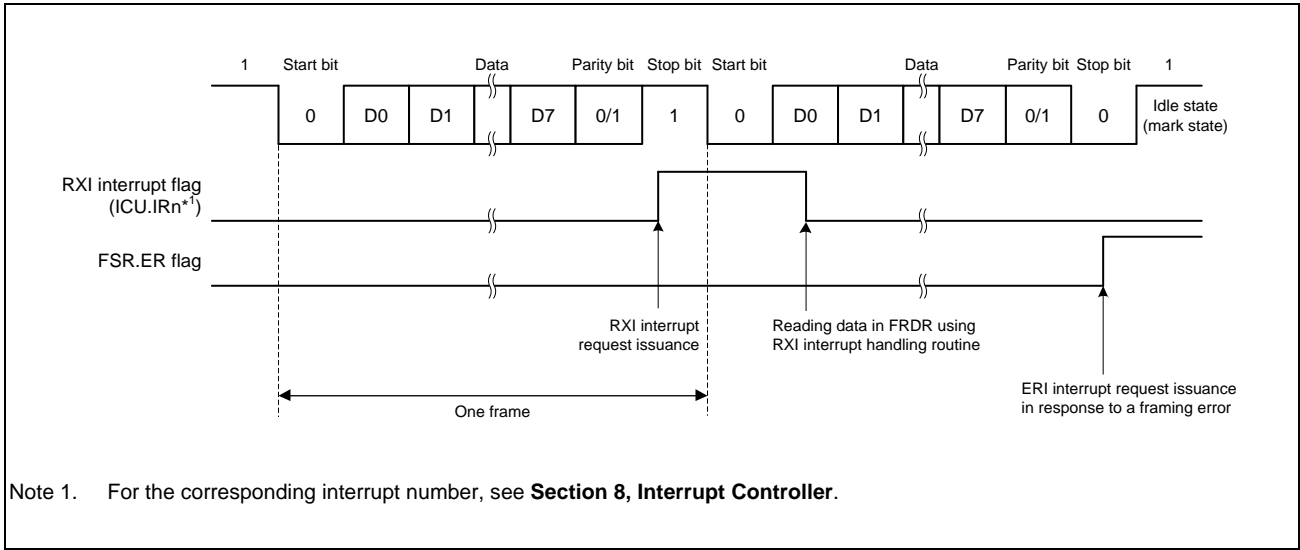 1 Start bit Data Parity bit Stop bit Start bit Data Parity bit Stop bit 1
0 D0 D1 D7 0/1 1 0 D0 D1 D7 0/1 0 Idle state
(mark state)
RXI interrupt flag
(ICU.IRn*1)
FSR.ER flag
RXI interrupt
request issuance
Reading data in FRDR using
RXI interrupt handling routine
ERI interrupt request issuance
in response to a framing error
One frame
Note 1. For the corresponding interrupt number, see Section 8, Interrupt Controller.